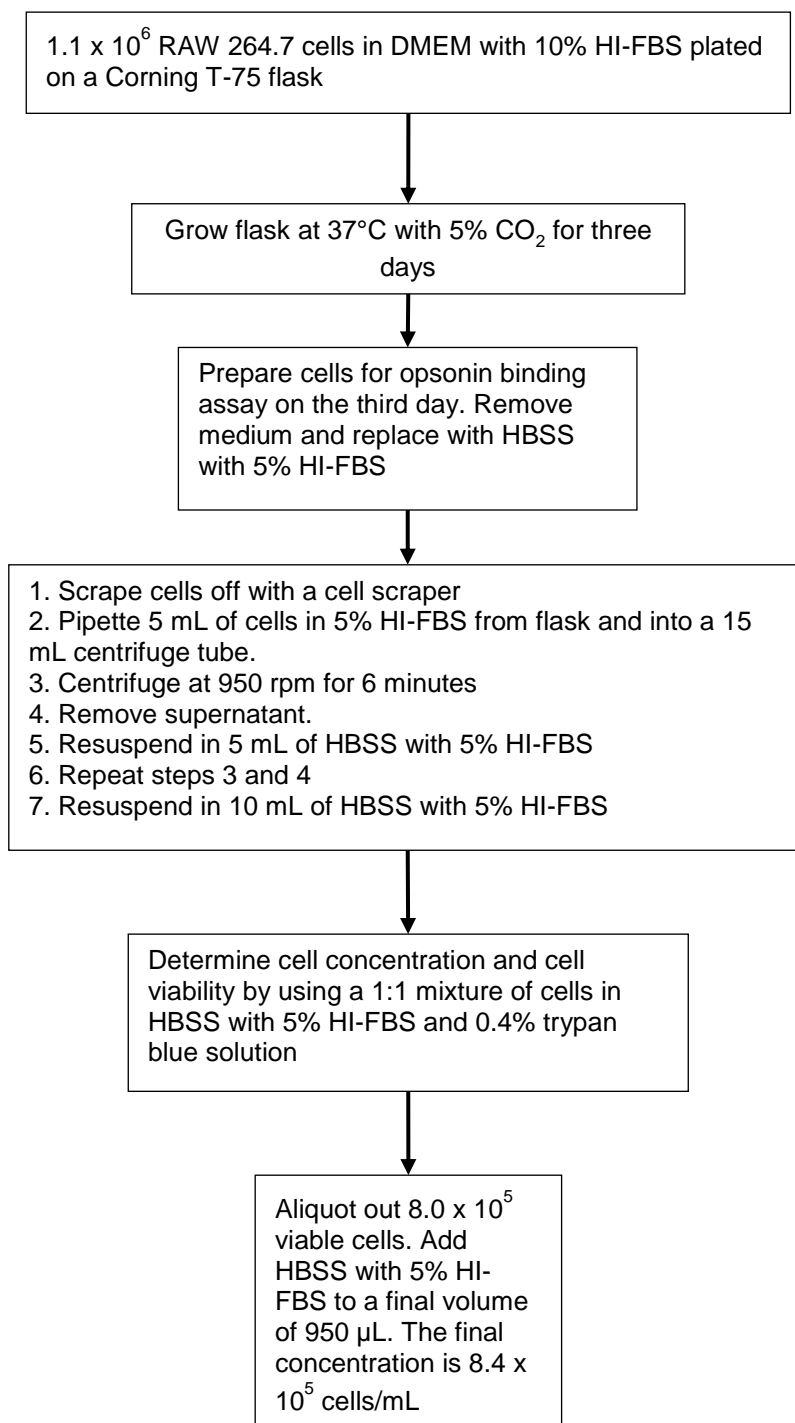 1.1 x 10⁶ RAW 264.7 cells in DMEM with 10% HI-FBS plated
on a Corning T-75 flask
Grow flask at 37°C with 5% CO₂ for three
days
Prepare cells for opsonin binding
assay on the third day. Remove
medium and replace with HBSS
with 5% HI-FBS
1. Scrape cells off with a cell scraper
2. Pipette 5 mL of cells in 5% HI-FBS from flask and into a 15
mL centrifuge tube.
3. Centrifuge at 950 rpm for 6 minutes
4. Remove supernatant.
5. Resuspend in 5 mL of HBSS with 5% HI-FBS
6. Repeat steps 3 and 4
7. Resuspend in 10 mL of HBSS with 5% HI-FBS
Determine cell concentration and cell
viability by using a 1:1 mixture of cells in
HBSS with 5% HI-FBS and 0.4% trypan
blue solution
Aliquot out 8.0 x 10⁵
viable cells. Add
HBSS with 5% HI-
FBS to a final volume
of 950 µL. The final
concentration is 8.4 x
10⁵ cells/mL